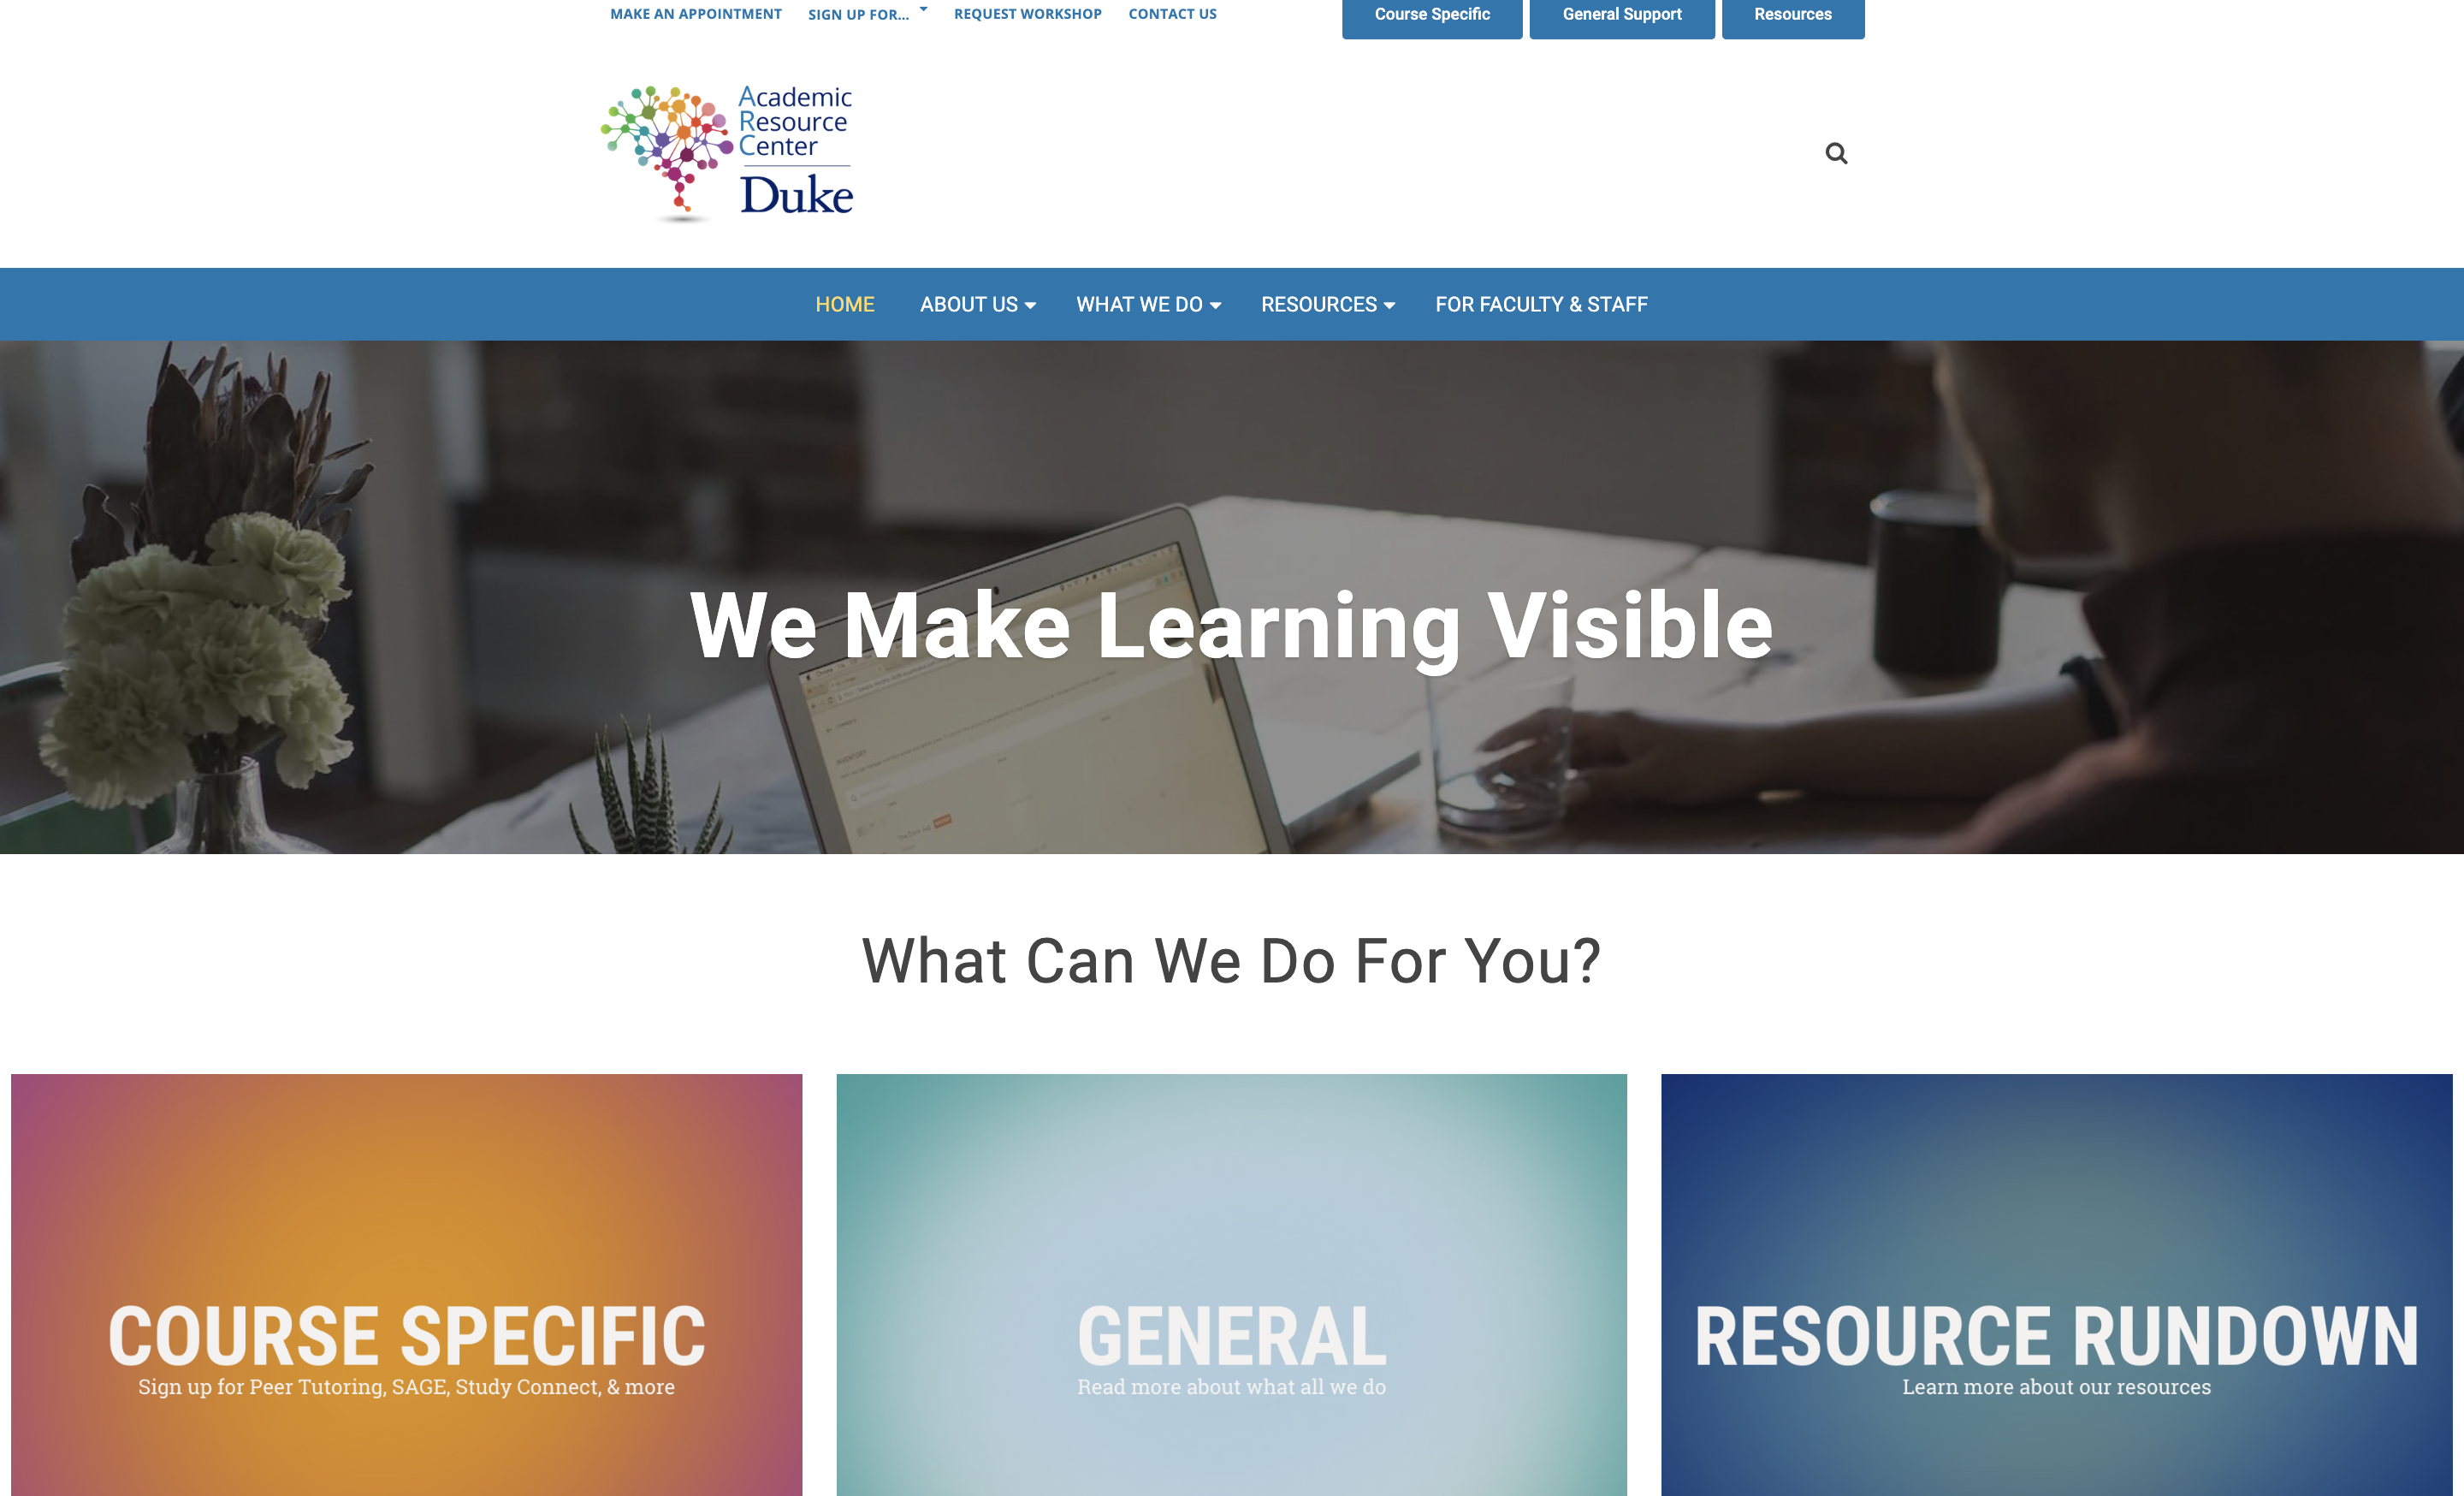 MAKE AN APPOINTMENT SIGN UP FOR... REQUEST WORKSHOP CONTACT US Course Specific General Support Resources
Academic
Resource
Center
Duke
HOME ABOUT US WHAT WE DO RESOURCES FOR FACULTY & STAFF
We Make Learning Visible
INVENTORY
What Can We Do For You?
COURSE SPECIFIC
Sign up for Peer Tutoring, SAGE, Study Connect, & more
GENERAL
Read more about what all we do
RESOURCE RUNDOWN
Learn more about our resources